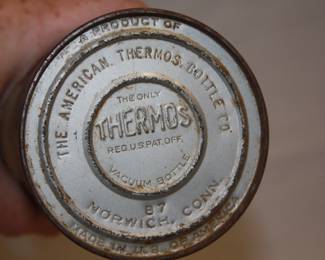 A PRODUCT OF
THE AMERICAN THERMOS BOTTLE CO
THE ONLY
THERMOS
REG.U.S.PAT.OFF.
VACUUM BOTTLE
87
NORWICH, CONN.
MADE IN U.S. OF AMERICA